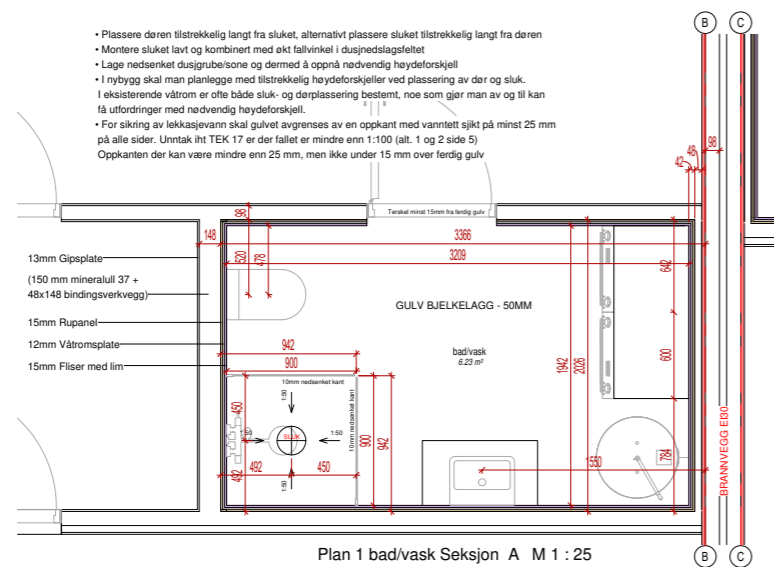 • Plassere døren tilstrekkelig langt fra sluket, alternativt plassere sluket tilstrekkelig langt fra døren
• Montere sluket lavt og kombinert med økt fallvinkel i dusjnedslagsfeltet
• Lage nedsenket dusjgrube/sone og dermed å oppnå nødvendig høydeforskjell
• I nybygg skal man planlegge med tilstrekkelig høydeforskjeller ved plassering av dør og sluk.
I eksisterende våtrom er ofte både sluk- og dørplassering bestemt, noe som gjør man av og til kan
få utfordringer med nødvendig høydeforskjell.
• For sikring av lekkasjevann skal gulvet avgrenses av en oppkant med vanntett sjikt på minst 25 mm
på alle sider. Unntak iht TEK 17 er der fallet er mindre enn 1:100 (alt. 1 og 2 side 5)
Oppkanten der kan være mindre enn 25 mm, men ikke under 15 mm over ferdig gulv
B
C
98
48
42
98
Terskel minst 15mm fra ferdig gulv
148
3366
3209
520
478
642
13mm Gipsplate
(150 mm mineralull 37 +
48x148 bindingsverkvegg)
15mm Rupanel
12mm Våtromsplate
15mm Fliser med lim
GULV BJELKELAGG - 50MM
bad/vask
6.23 m²
942
900
1942
2026
600
10mm nedsenket kant
10mm nedsenket kant
1:50
1:50
1:50
1:50
SLUK
450
492
492
450
900
942
1550
784
BRANNVEGG EI30
Plan 1 bad/vask Seksjon A M 1 : 25
B
C